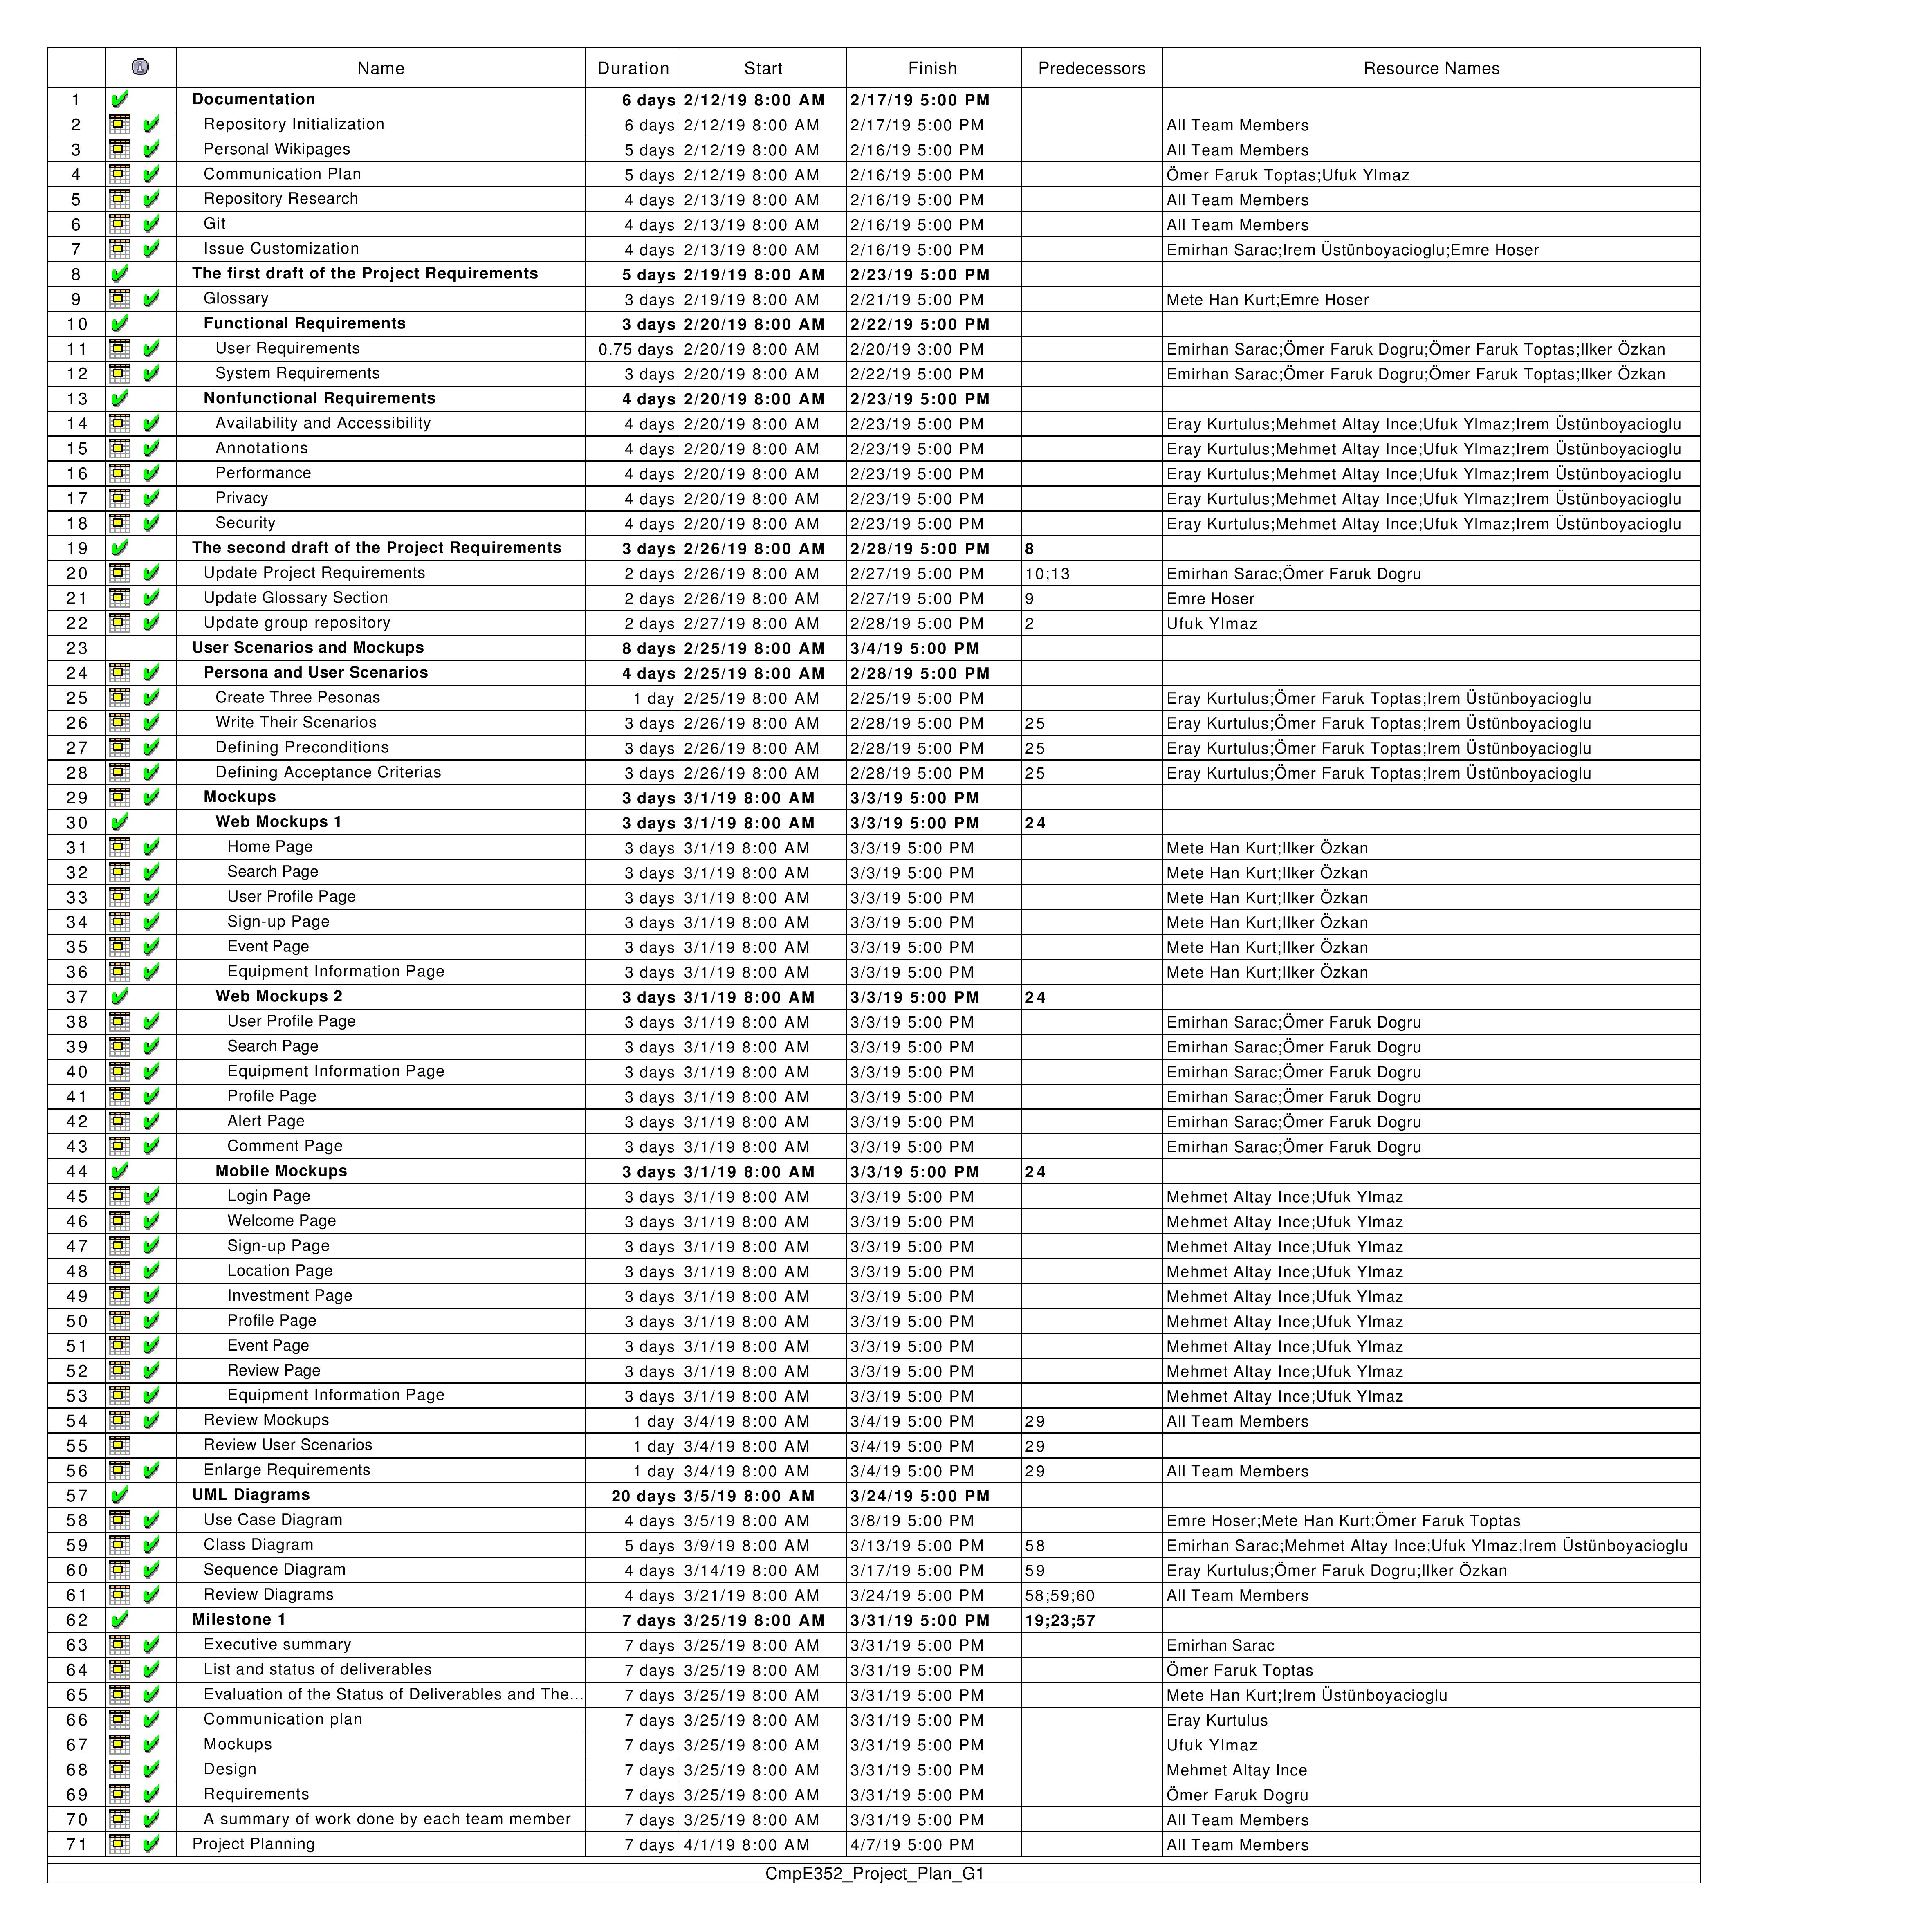 Name Duration Start Finish Predecessors Resource Names
1 Documentation 6 days 2/12/19 8:00 AM 2/17/19 5:00 PM
2 Repository Initialization 6 days 2/12/19 8:00 AM 2/17/19 5:00 PM All Team Members
3 Personal Wikipages 5 days 2/12/19 8:00 AM 2/16/19 5:00 PM All Team Members
4 Communication Plan 5 days 2/12/19 8:00 AM 2/16/19 5:00 PM Ömer Faruk Toptas;Ufuk Ylmaz
5 Repository Research 4 days 2/13/19 8:00 AM 2/16/19 5:00 PM All Team Members
6 Git 4 days 2/13/19 8:00 AM 2/16/19 5:00 PM All Team Members
7 Issue Customization 4 days 2/13/19 8:00 AM 2/16/19 5:00 PM Emirhan Sarac;Irem Üstünboyacioglu;Emre Hoser
8 The first draft of the Project Requirements 5 days 2/19/19 8:00 AM 2/23/19 5:00 PM
9 Glossary 3 days 2/19/19 8:00 AM 2/21/19 5:00 PM Mete Han Kurt;Emre Hoser
10 Functional Requirements 3 days 2/20/19 8:00 AM 2/22/19 5:00 PM
11 User Requirements 0.75 days 2/20/19 8:00 AM 2/20/19 3:00 PM Emirhan Sarac;Ömer Faruk Dogru;Ömer Faruk Toptas;Ilker Özkan
12 System Requirements 3 days 2/20/19 8:00 AM 2/22/19 5:00 PM Emirhan Sarac;Ömer Faruk Dogru;Ömer Faruk Toptas;Ilker Özkan
13 Nonfunctional Requirements 4 days 2/20/19 8:00 AM 2/23/19 5:00 PM
14 Availability and Accessibility 4 days 2/20/19 8:00 AM 2/23/19 5:00 PM Eray Kurtulus;Mehmet Altay Ince;Ufuk Ylmaz;Irem Üstünboyacioglu
15 Annotations 4 days 2/20/19 8:00 AM 2/23/19 5:00 PM Eray Kurtulus;Mehmet Altay Ince;Ufuk Ylmaz;Irem Üstünboyacioglu
16 Performance 4 days 2/20/19 8:00 AM 2/23/19 5:00 PM Eray Kurtulus;Mehmet Altay Ince;Ufuk Ylmaz;Irem Üstünboyacioglu
17 Privacy 4 days 2/20/19 8:00 AM 2/23/19 5:00 PM Eray Kurtulus;Mehmet Altay Ince;Ufuk Ylmaz;Irem Üstünboyacioglu
18 Security 4 days 2/20/19 8:00 AM 2/23/19 5:00 PM Eray Kurtulus;Mehmet Altay Ince;Ufuk Ylmaz;Irem Üstünboyacioglu
19 The second draft of the Project Requirements 3 days 2/26/19 8:00 AM 2/28/19 5:00 PM 8
20 Update Project Requirements 2 days 2/26/19 8:00 AM 2/27/19 5:00 PM 10;13 Emirhan Sarac;Ömer Faruk Dogru
21 Update Glossary Section 2 days 2/26/19 8:00 AM 2/27/19 5:00 PM 9 Emre Hoser
22 Update group repository 2 days 2/27/19 8:00 AM 2/28/19 5:00 PM 2 Ufuk Ylmaz
23 User Scenarios and Mockups 8 days 2/25/19 8:00 AM 3/4/19 5:00 PM
24 Persona and User Scenarios 4 days 2/25/19 8:00 AM 2/28/19 5:00 PM
25 Create Three Pesonas 1 day 2/25/19 8:00 AM 2/25/19 5:00 PM Eray Kurtulus;Ömer Faruk Toptas;Irem Üstünboyacioglu
26 Write Their Scenarios 3 days 2/26/19 8:00 AM 2/28/19 5:00 PM 25 Eray Kurtulus;Ömer Faruk Toptas;Irem Üstünboyacioglu
27 Defining Preconditions 3 days 2/26/19 8:00 AM 2/28/19 5:00 PM 25 Eray Kurtulus;Ömer Faruk Toptas;Irem Üstünboyacioglu
28 Defining Acceptance Criterias 3 days 2/26/19 8:00 AM 2/28/19 5:00 PM 25 Eray Kurtulus;Ömer Faruk Toptas;Irem Üstünboyacioglu
29 Mockups 3 days 3/1/19 8:00 AM 3/3/19 5:00 PM
30 Web Mockups 1 3 days 3/1/19 8:00 AM 3/3/19 5:00 PM 24
31 Home Page 3 days 3/1/19 8:00 AM 3/3/19 5:00 PM Mete Han Kurt;Ilker Özkan
32 Search Page 3 days 3/1/19 8:00 AM 3/3/19 5:00 PM Mete Han Kurt;Ilker Özkan
33 User Profile Page 3 days 3/1/19 8:00 AM 3/3/19 5:00 PM Mete Han Kurt;Ilker Özkan
34 Sign-up Page 3 days 3/1/19 8:00 AM 3/3/19 5:00 PM Mete Han Kurt;Ilker Özkan
35 Event Page 3 days 3/1/19 8:00 AM 3/3/19 5:00 PM Mete Han Kurt;Ilker Özkan
36 Equipment Information Page 3 days 3/1/19 8:00 AM 3/3/19 5:00 PM Mete Han Kurt;Ilker Özkan
37 Web Mockups 2 3 days 3/1/19 8:00 AM 3/3/19 5:00 PM 24
38 User Profile Page 3 days 3/1/19 8:00 AM 3/3/19 5:00 PM Emirhan Sarac;Ömer Faruk Dogru
39 Search Page 3 days 3/1/19 8:00 AM 3/3/19 5:00 PM Emirhan Sarac;Ömer Faruk Dogru
40 Equipment Information Page 3 days 3/1/19 8:00 AM 3/3/19 5:00 PM Emirhan Sarac;Ömer Faruk Dogru
41 Profile Page 3 days 3/1/19 8:00 AM 3/3/19 5:00 PM Emirhan Sarac;Ömer Faruk Dogru
42 Alert Page 3 days 3/1/19 8:00 AM 3/3/19 5:00 PM Emirhan Sarac;Ömer Faruk Dogru
43 Comment Page 3 days 3/1/19 8:00 AM 3/3/19 5:00 PM Emirhan Sarac;Ömer Faruk Dogru
44 Mobile Mockups 3 days 3/1/19 8:00 AM 3/3/19 5:00 PM 24
45 Login Page 3 days 3/1/19 8:00 AM 3/3/19 5:00 PM Mehmet Altay Ince;Ufuk Ylmaz
46 Welcome Page 3 days 3/1/19 8:00 AM 3/3/19 5:00 PM Mehmet Altay Ince;Ufuk Ylmaz
47 Sign-up Page 3 days 3/1/19 8:00 AM 3/3/19 5:00 PM Mehmet Altay Ince;Ufuk Ylmaz
48 Location Page 3 days 3/1/19 8:00 AM 3/3/19 5:00 PM Mehmet Altay Ince;Ufuk Ylmaz
49 Investment Page 3 days 3/1/19 8:00 AM 3/3/19 5:00 PM Mehmet Altay Ince;Ufuk Ylmaz
50 Profile Page 3 days 3/1/19 8:00 AM 3/3/19 5:00 PM Mehmet Altay Ince;Ufuk Ylmaz
51 Event Page 3 days 3/1/19 8:00 AM 3/3/19 5:00 PM Mehmet Altay Ince;Ufuk Ylmaz
52 Review Page 3 days 3/1/19 8:00 AM 3/3/19 5:00 PM Mehmet Altay Ince;Ufuk Ylmaz
53 Equipment Information Page 3 days 3/1/19 8:00 AM 3/3/19 5:00 PM Mehmet Altay Ince;Ufuk Ylmaz
54 Review Mockups 1 day 3/4/19 8:00 AM 3/4/19 5:00 PM 29 All Team Members
55 Review User Scenarios 1 day 3/4/19 8:00 AM 3/4/19 5:00 PM 29
56 Enlarge Requirements 1 day 3/4/19 8:00 AM 3/4/19 5:00 PM 29 All Team Members
57 UML Diagrams 20 days 3/5/19 8:00 AM 3/24/19 5:00 PM
58 Use Case Diagram 4 days 3/5/19 8:00 AM 3/8/19 5:00 PM Emre Hoser;Mete Han Kurt;Ömer Faruk Toptas
59 Class Diagram 5 days 3/9/19 8:00 AM 3/13/19 5:00 PM 58 Emirhan Sarac;Mehmet Altay Ince;Ufuk Ylmaz;Irem Üstünboyacioglu
60 Sequence Diagram 4 days 3/14/19 8:00 AM 3/17/19 5:00 PM 59 Eray Kurtulus;Ömer Faruk Dogru;Ilker Özkan
61 Review Diagrams 4 days 3/21/19 8:00 AM 3/24/19 5:00 PM 58;59;60 All Team Members
62 Milestone 1 7 days 3/25/19 8:00 AM 3/31/19 5:00 PM 19;23;57
63 Executive summary 7 days 3/25/19 8:00 AM 3/31/19 5:00 PM Emirhan Sarac
64 List and status of deliverables 7 days 3/25/19 8:00 AM 3/31/19 5:00 PM Ömer Faruk Toptas
65 Evaluation of the Status of Deliverables and The... 7 days 3/25/19 8:00 AM 3/31/19 5:00 PM Mete Han Kurt;Irem Üstünboyacioglu
66 Communication plan 7 days 3/25/19 8:00 AM 3/31/19 5:00 PM Eray Kurtulus
67 Mockups 7 days 3/25/19 8:00 AM 3/31/19 5:00 PM Ufuk Ylmaz
68 Design 7 days 3/25/19 8:00 AM 3/31/19 5:00 PM Mehmet Altay Ince
69 Requirements 7 days 3/25/19 8:00 AM 3/31/19 5:00 PM Ömer Faruk Dogru
70 A summary of work done by each team member 7 days 3/25/19 8:00 AM 3/31/19 5:00 PM All Team Members
71 Project Planning 7 days 4/1/19 8:00 AM 4/7/19 5:00 PM All Team Members
CmpE352_Project_Plan_G1